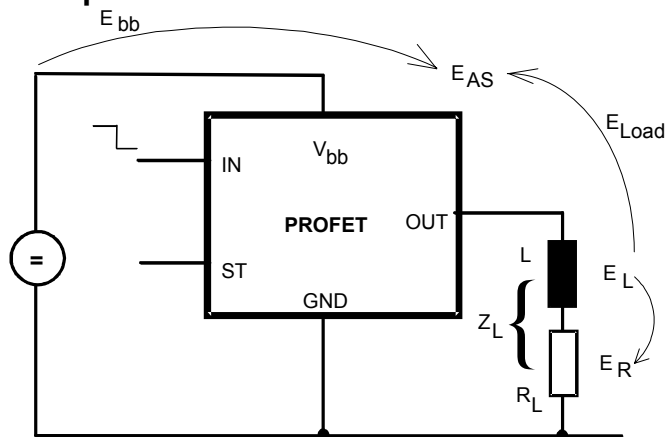 E bb
E AS
E Load
V bb
IN
PROFET
OUT
ST
GND
L
E L
Z L {
E R
R L
=